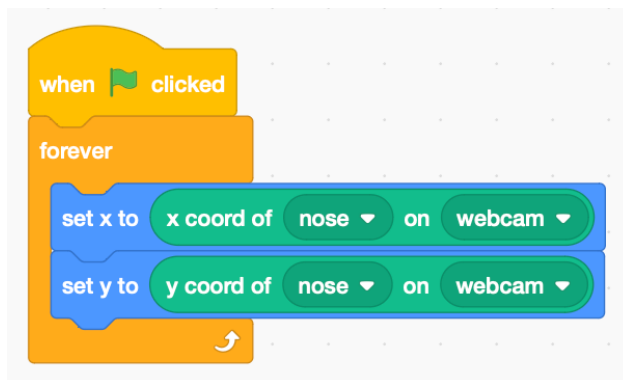 when clicked
forever
set x to x coord of nose on webcam
set y to y coord of nose on webcam